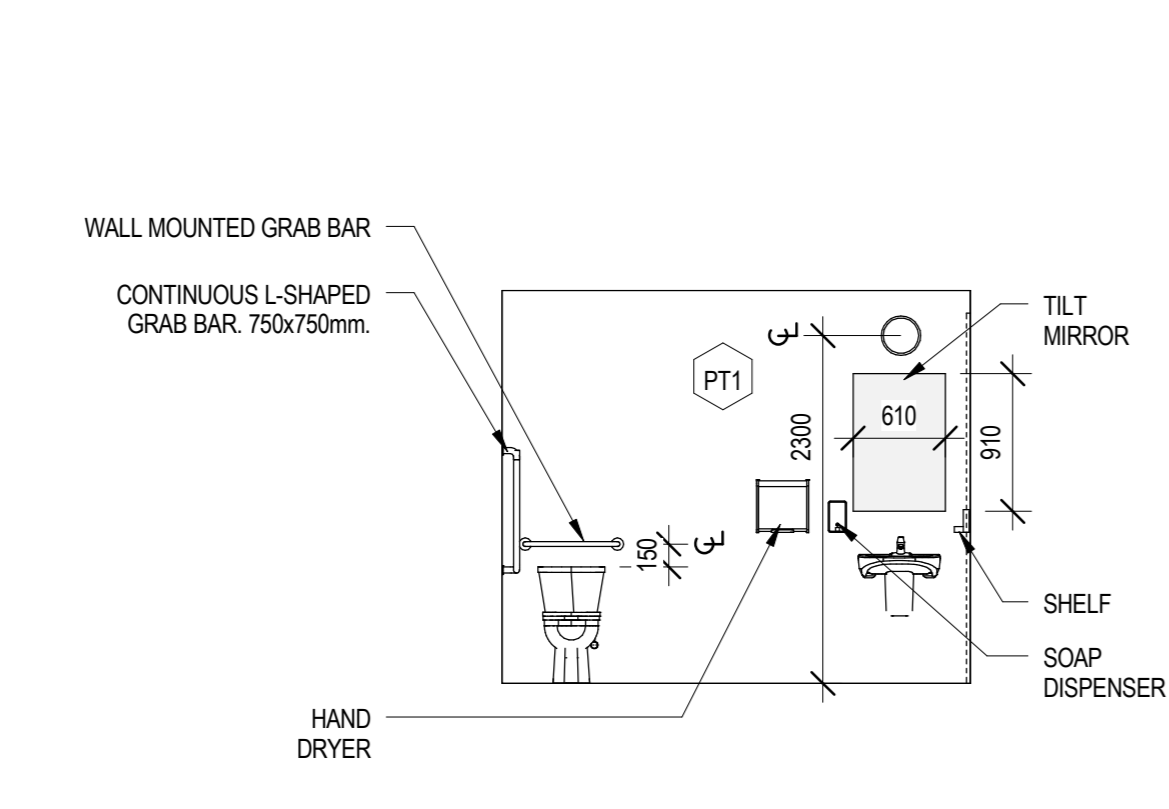 WALL MOUNTED GRAB BAR
CONTINUOUS L-SHAPED
GRAB BAR. 750x750mm.
TILT
MIRROR
PT1
610
2300
910
150
SHELF
SOAP
DISPENSER
HAND
DRYER